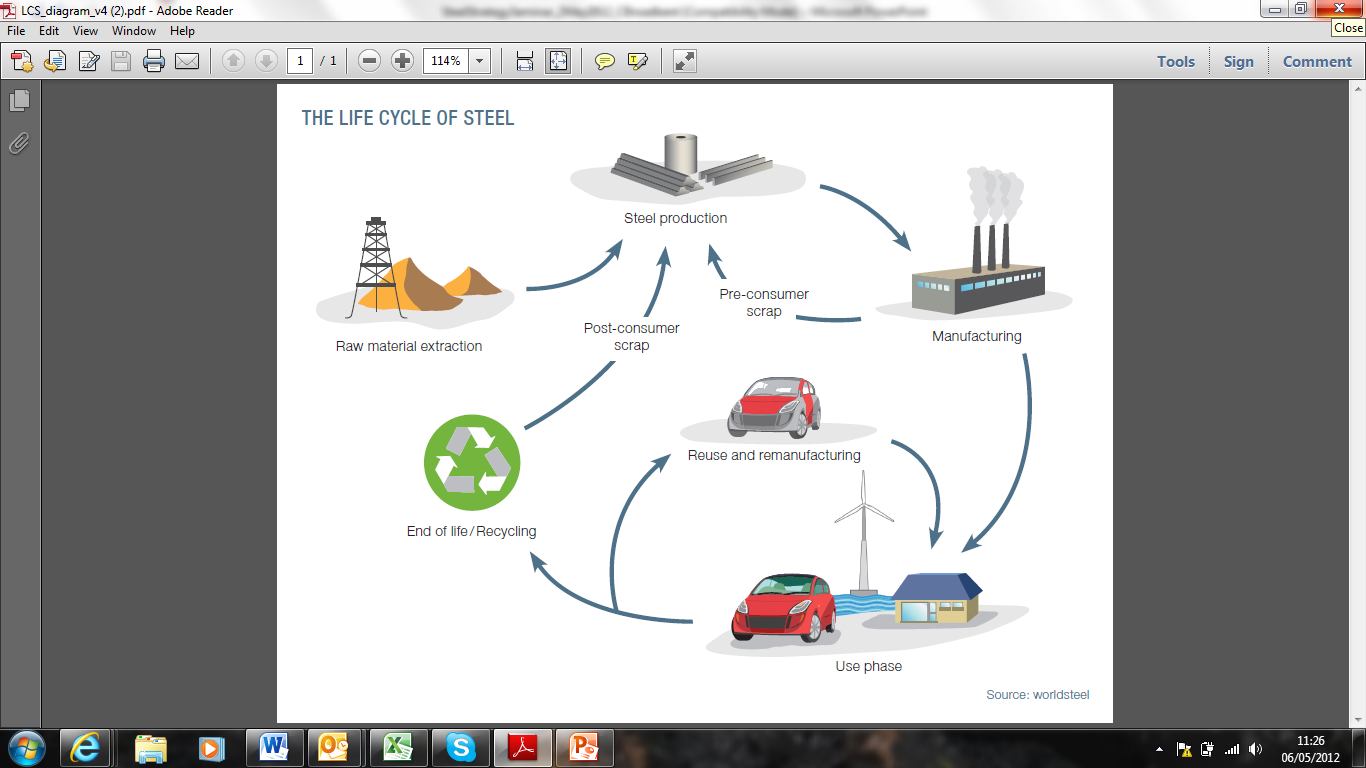 LCS_diagram_v4 (2).pdf - Adobe Reader
Close
File Edit View Window Help
1 / 1
114%
Tools Sign Comment
THE LIFE CYCLE OF STEEL
Steel production
Raw material extraction
Pre-consumer
scrap
Post-consumer
scrap
Manufacturing
Reuse and remanufacturing
End of life/Recycling
Use phase
Source: worldsteel
11:26
06/05/2012